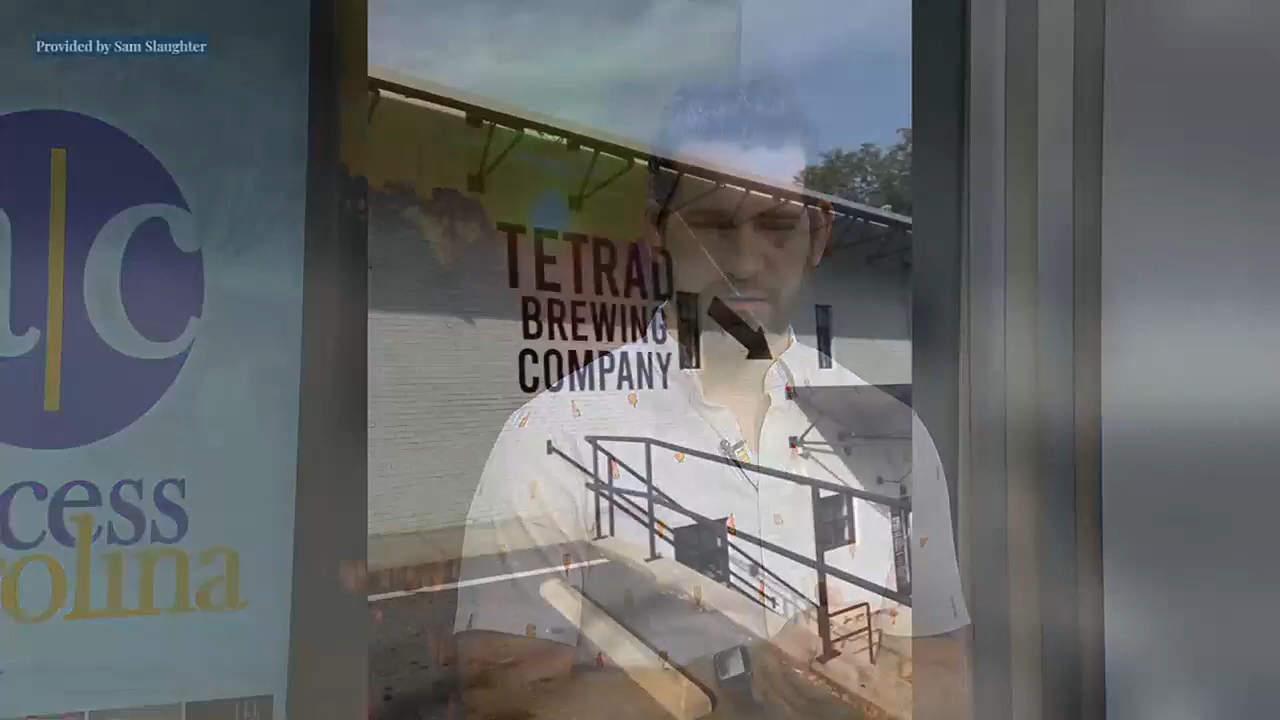 Provided by Sam Slaughter
TETRAD
BREWING
COMPANY
c
cess
olina